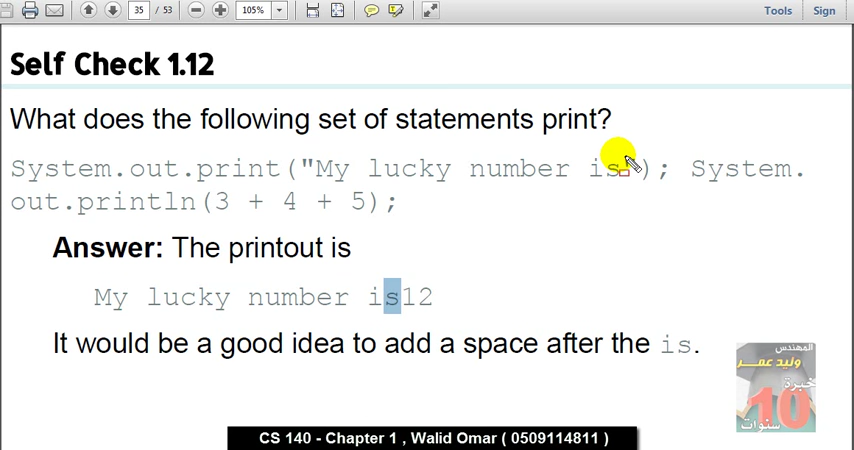 35 / 53 105% Tools Sign
Self Check 1.12
What does the following set of statements print?
System.out.print("My lucky number is"); System.
out.println(3 + 4 + 5);
Answer: The printout is
My lucky number is12
It would be a good idea to add a space after the is.
المهندس
وليد عمر
خبرة
10
سنوات
CS 140 - Chapter 1 , Walid Omar ( 0509114811 )